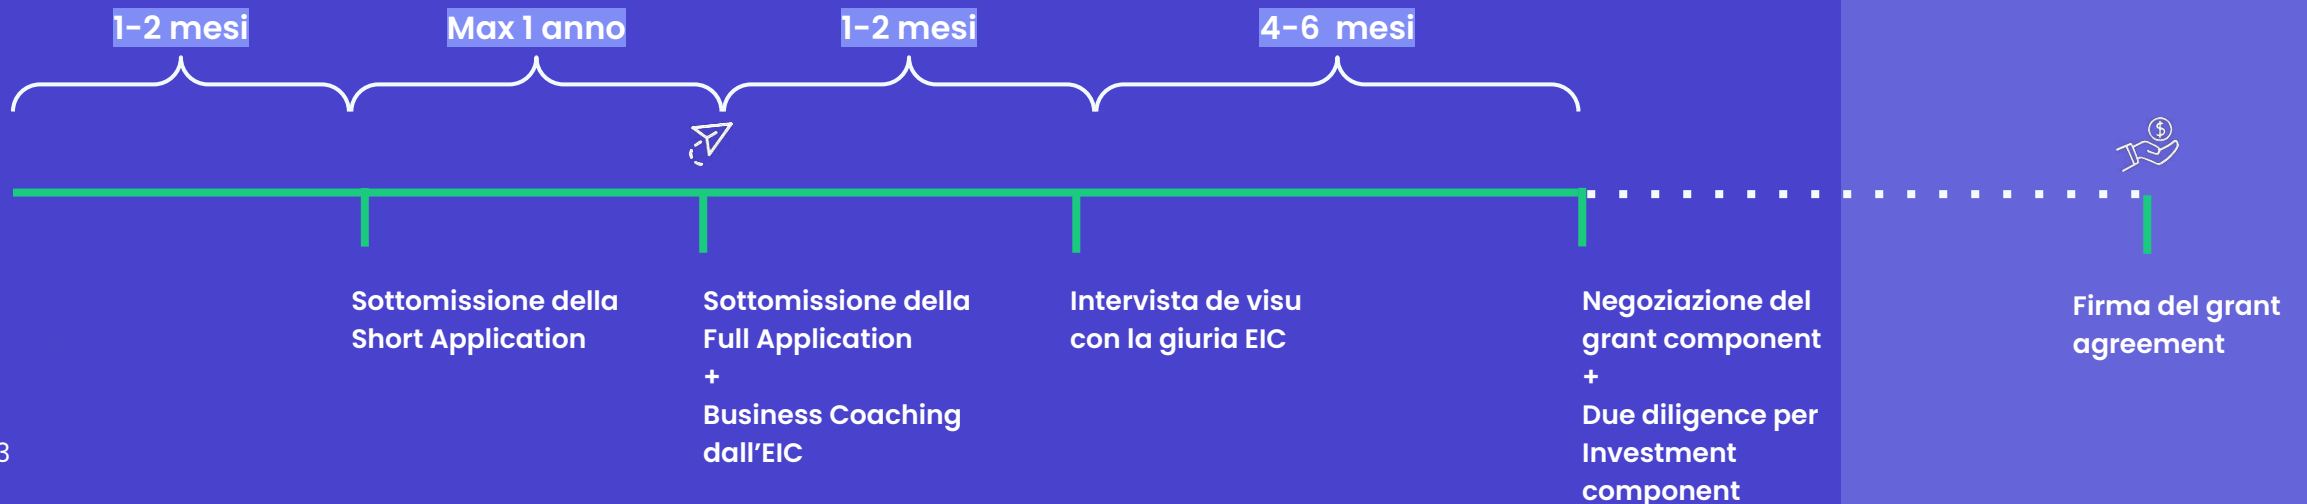 1-2 mesi
Max 1 anno
1-2 mesi
4-6 mesi
Sottomissione della
Short Application
Sottomissione della
Full Application
+
Business Coaching
dall’EIC
Intervista de visu
con la giuria EIC
Negoziazione del
grant component
+
Due diligence per
Investment
component
Firma del grant
agreement
3